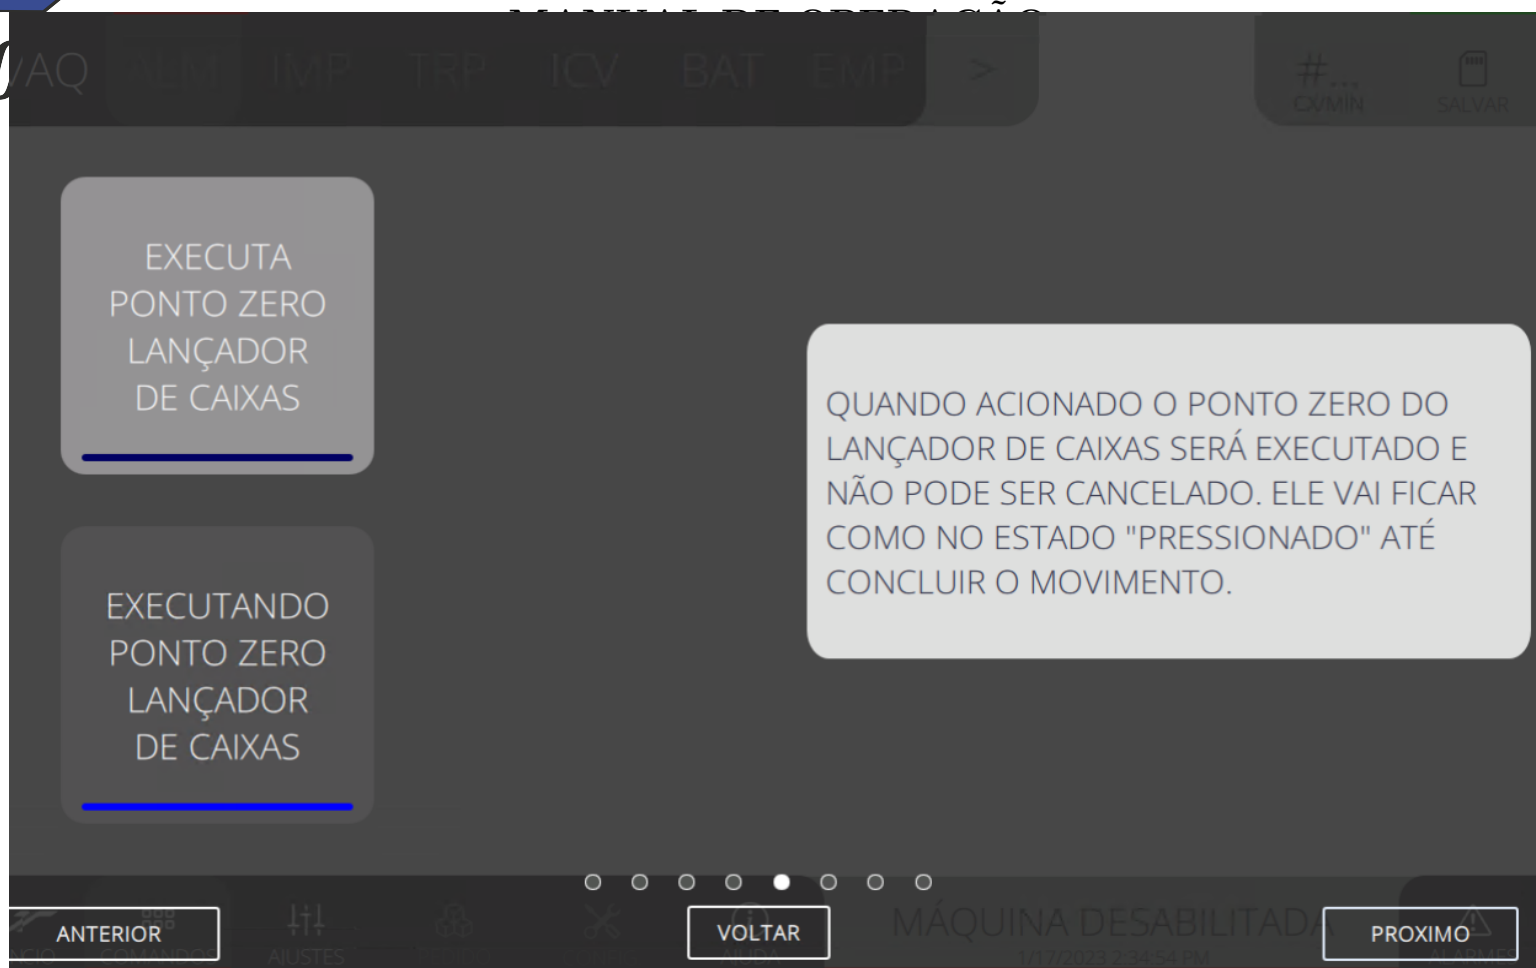 MANUAL DE OPERAÇÃO
/AQ ALM IMP TRP ICV BAT EMP >
#...
CX/MIN SALVAR
EXECUTA
PONTO ZERO
LANÇADOR
DE CAIXAS
QUANDO ACIONADO O PONTO ZERO DO
LANÇADOR DE CAIXAS SERÁ EXECUTADO E
NÃO PODE SER CANCELADO. ELE VAI FICAR
COMO NO ESTADO "PRESSIONADO" ATÉ
CONCLUIR O MOVIMENTO.
EXECUTANDO
PONTO ZERO
LANÇADOR
DE CAIXAS
MÁQUINA DESABILITADA
ANTERIOR VOLTAR PROXIMO
COMANDOS AJUSTES AJUDA 1/17/2023 2:34:54 PM ALARMES